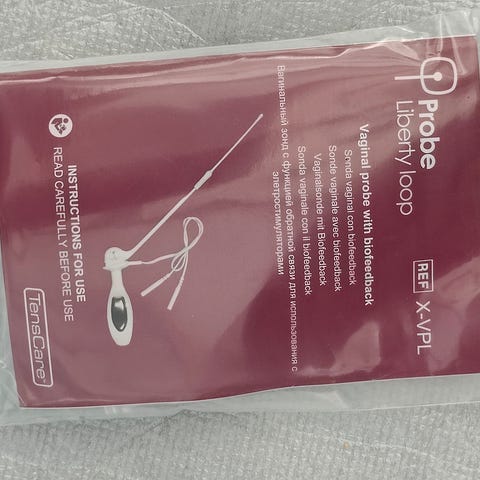 Probe
Liberty loop
REF X-VPL
Vaginal probe with biofeedback
Sonda vaginal con biofeedback
Sonde vaginale avec biofeedback
Vaginalsonde mit Biofeedback
Sonda vaginale con il biofeedback
Вагинальный зонд с функцией обратной связи для использования с
элетростимуляторами
INSTRUCTIONS FOR USE
READ CAREFULLY BEFORE USE
TensCare